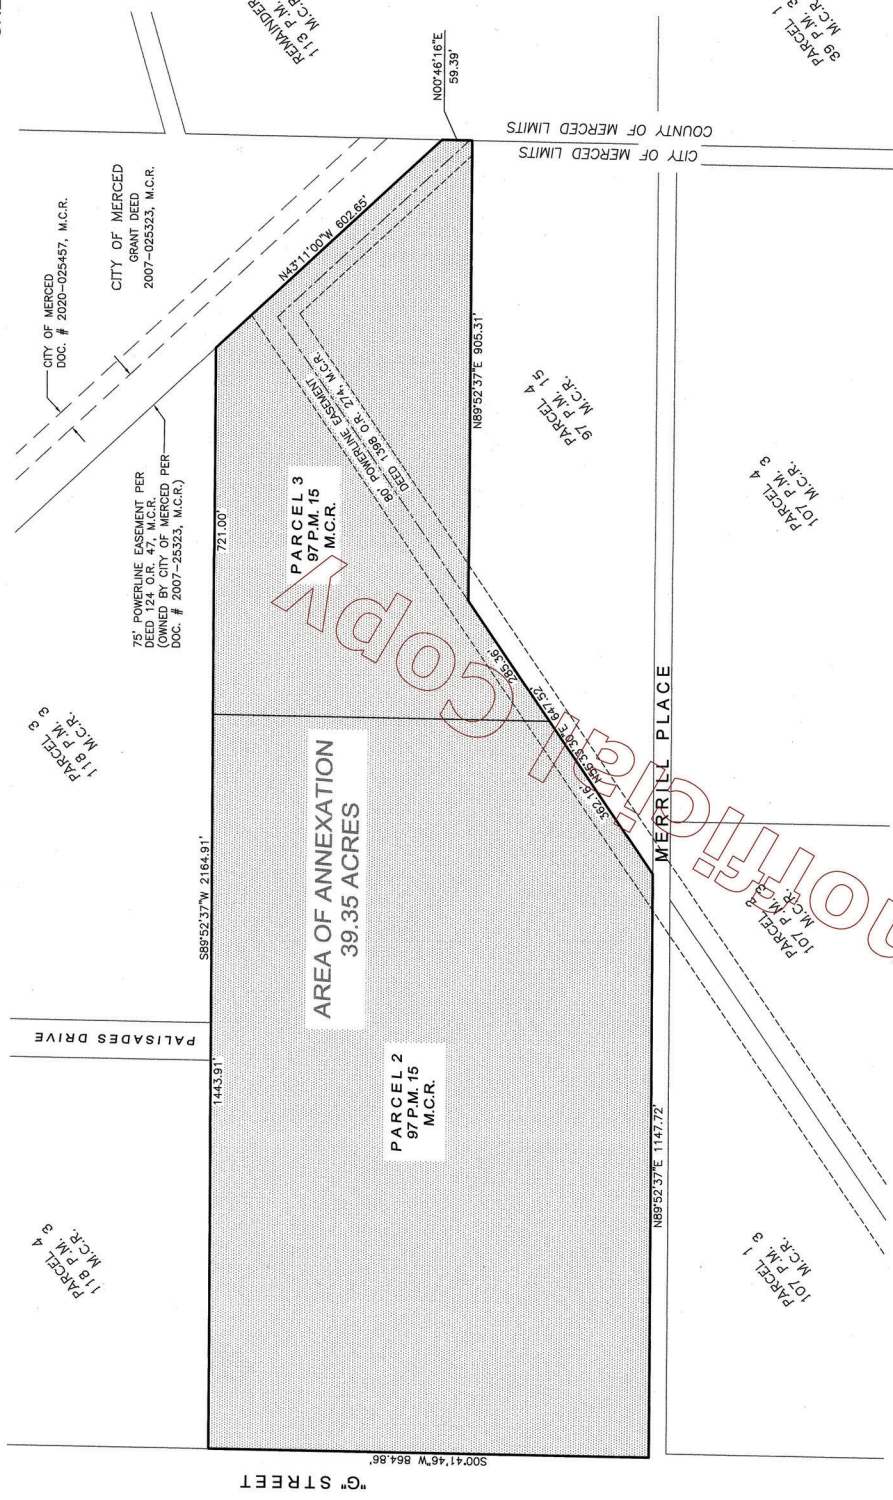 REMAINDER
113 P.M.
M.C.R.
PARCEL 1
39 P.M. 3
M.C.R.
N00°46'16"E
59.39'
COUNTY OF MERCED LIMITS
CITY OF MERCED LIMITS
CITY OF MERCED
DOC. # 2020-025457, M.C.R.
CITY OF MERCED
GRANT DEED
2007-025323, M.C.R.
N43°11'00"W 602.65'
75' POWERLINE EASEMENT PER
DEED 124 O.R. 47, M.C.R.
(OWNED BY CITY OF MERCED PER
DOC. # 2007-25323, M.C.R.)
721.00'
PARCEL 3
97 P.M. 15
M.C.R.
80' POWERLINE EASEMENT
DEED 1398 O.R. 274, M.C.R.
N89°52'37"E 905.31'
PARCEL 4
97 P.M. 15
M.C.R.
PARCEL 4
107 P.M. 3
M.C.R.
PARCEL 3
118 P.M. 3
M.C.R.
S89°52'37"W 2164.91'
AREA OF ANNEXATION
39.35 ACRES
285.36'
N56°33'30"E 647.52'
362.16'
MERRILL PLACE
PALISADES DRIVE
1443.91'
PARCEL 2
97 P.M. 15
M.C.R.
PARCEL 2
107 P.M. 3
M.C.R.
N89°52'37"E 1147.72'
PARCEL 4
118 P.M. 3
M.C.R.
PARCEL 1
107 P.M. 3
M.C.R.
S00°41'46"W 864.86'
"G" STREET
Copy